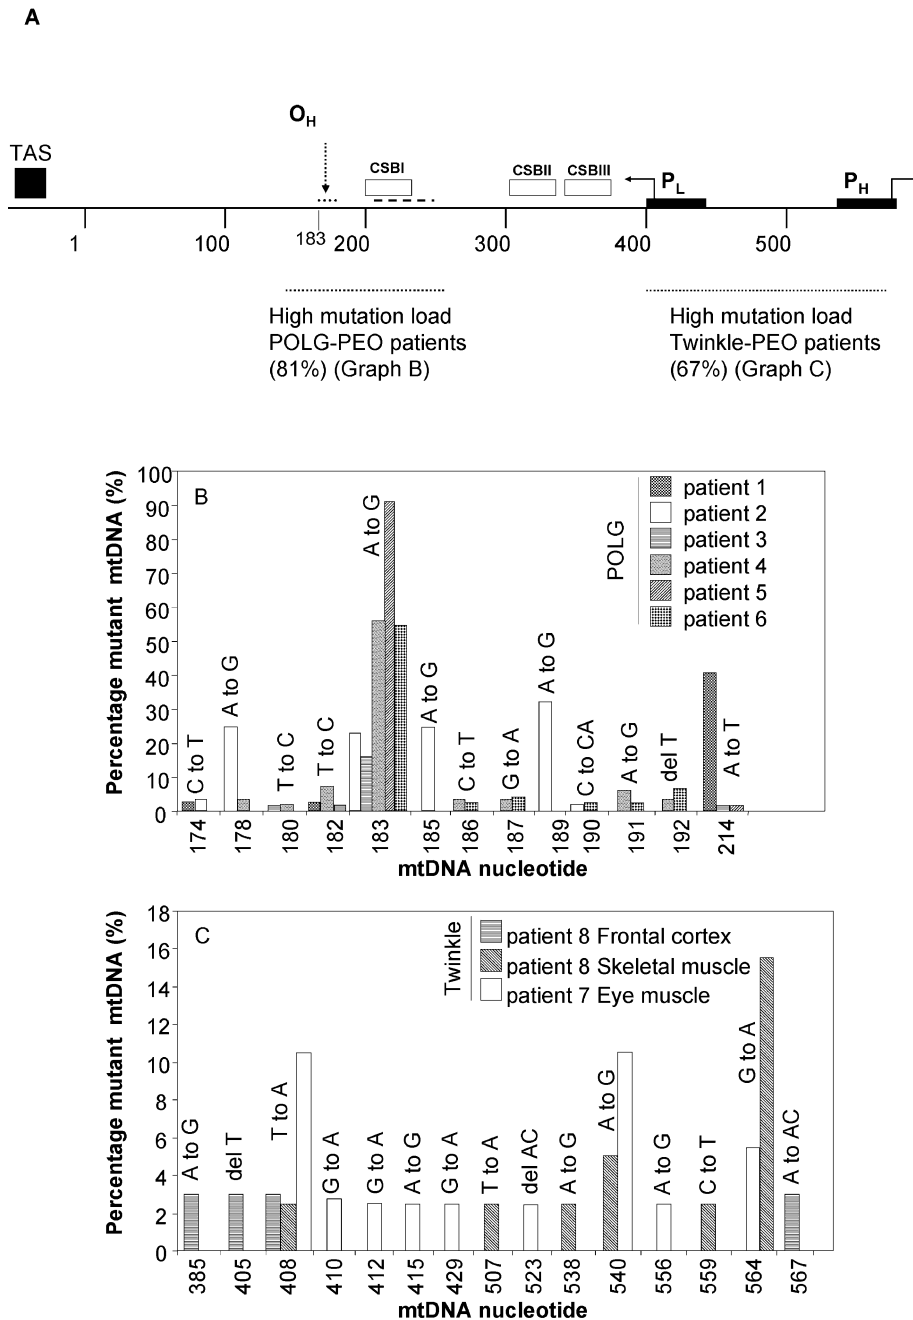 A
O_H
TAS
CSBI
CSBII
CSBIII
P_L
P_H
1
100
183
200
300
400
500
High mutation load
POLG-PEO patients
(81%) (Graph B)
High mutation load
Twinkle-PEO patients
(67%) (Graph C)
Percentage mutant mtDNA (%)
100
90
80
70
60
50
40
30
20
10
0
B
POLG
patient 1
patient 2
patient 3
patient 4
patient 5
patient 6
C to T
A to G
T to C
T to C
A to G
A to G
C to T
G to A
A to G
C to CA
A to G
del T
A to T
174
178
180
182
183
185
186
187
189
190
191
192
214
mtDNA nucleotide
Percentage mutant mtDNA (%)
18
16
14
12
10
8
6
4
2
0
C
Twinkle
patient 8 Frontal cortex
patient 8 Skeletal muscle
patient 7 Eye muscle
A to G
del T
T to A
G to A
G to A
A to G
G to A
T to A
del AC
A to G
A to G
A to G
C to T
G to A
A to AC
385
405
408
410
412
415
429
507
523
538
540
556
559
564
567
mtDNA nucleotide